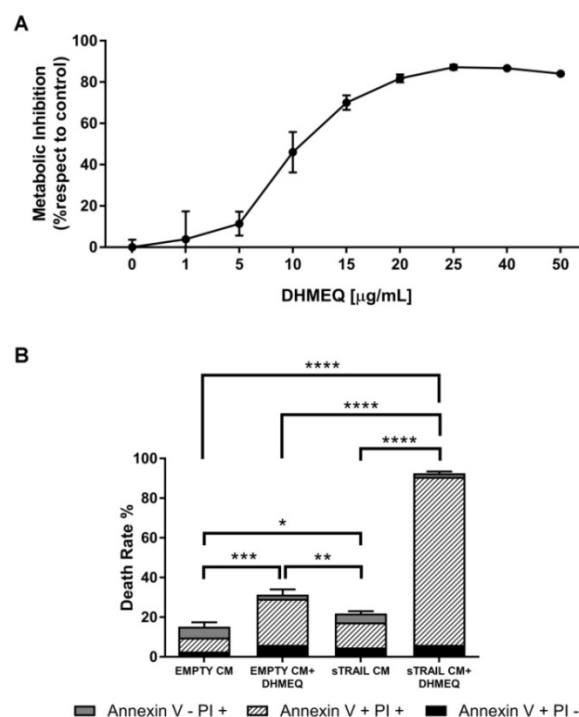 A
Metabolic Inhibition
(%respect to control)
100
80
60
40
20
0
0 1 5 10 15 20 25 40 50
DHMEQ [µg/mL]
B
****
****
****
*
*** **
Death Rate %
100
80
60
40
20
0
EMPTY CM EMPTY CM+ sTRAIL CM sTRAIL CM+
DHMEQ DHMEQ
Annexin V - PI + Annexin V + PI + Annexin V + PI -